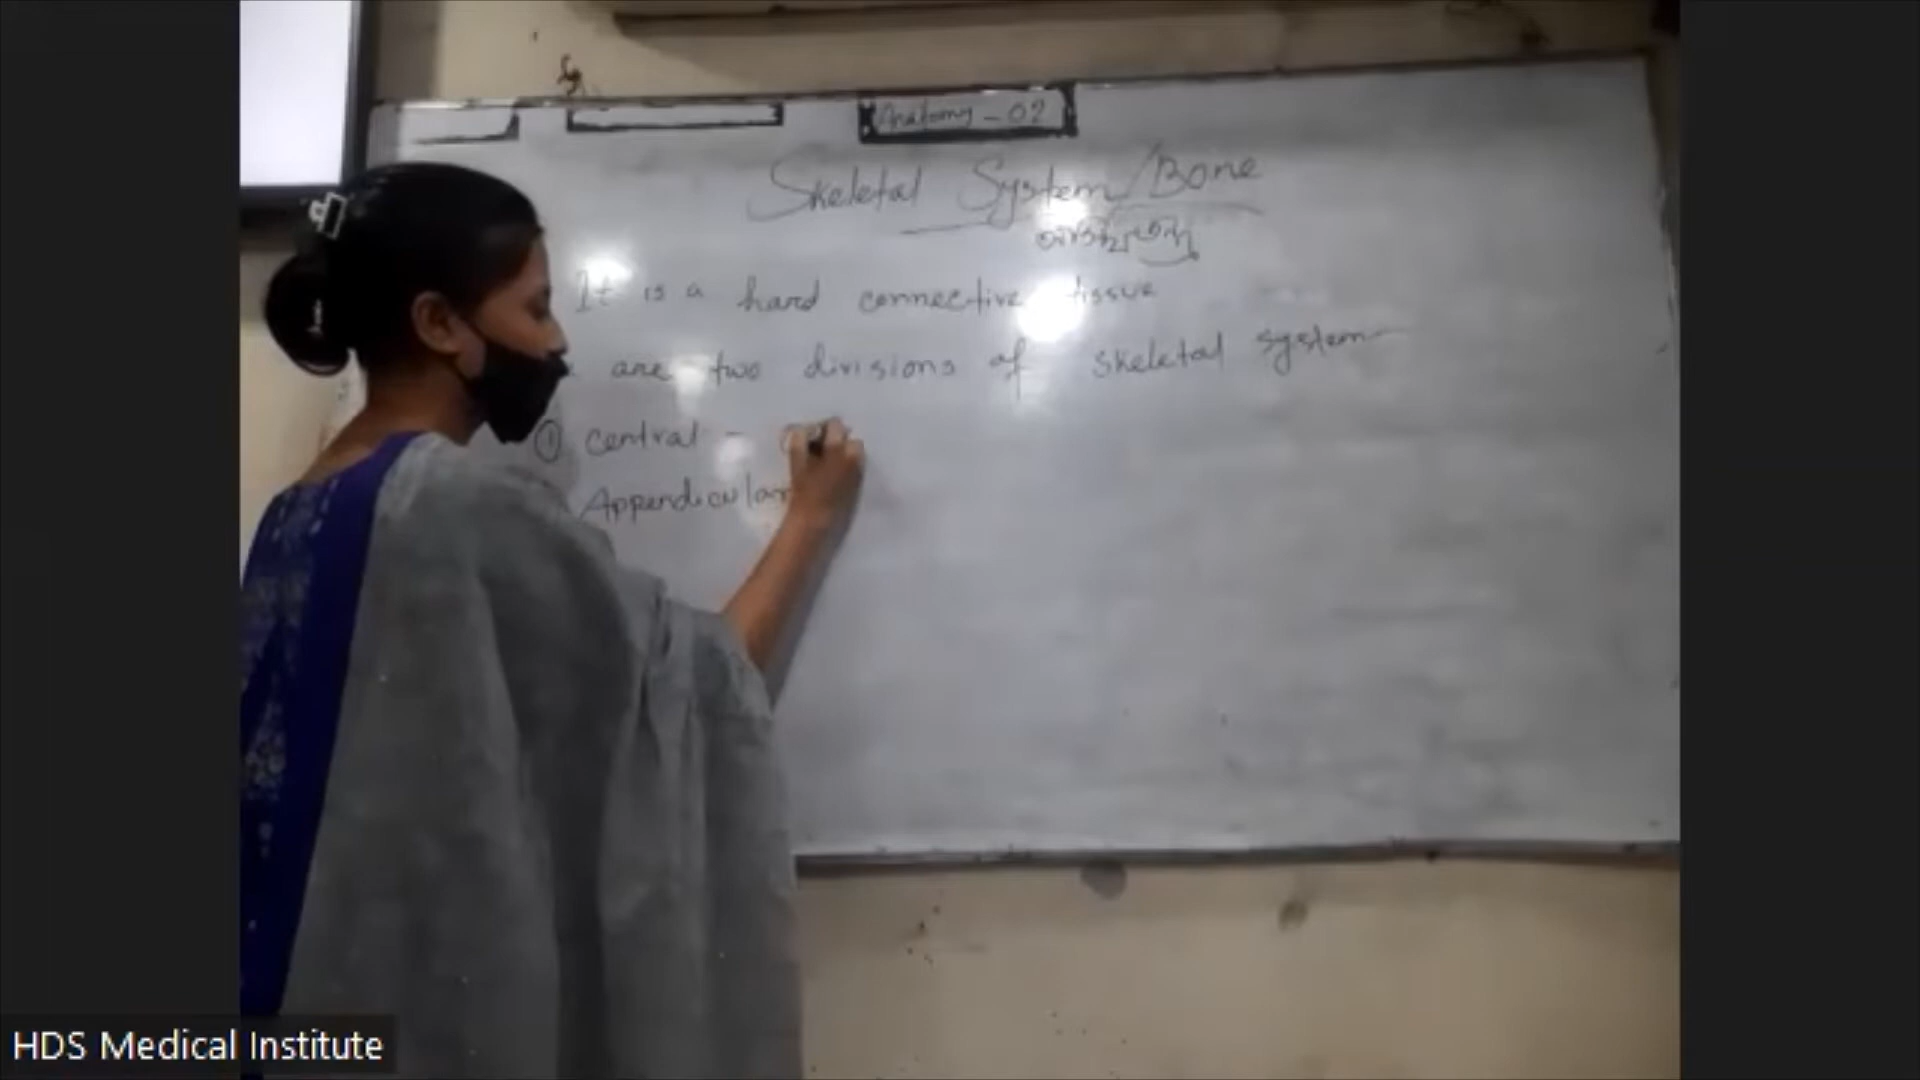 Anatomy - 02
Skeletal System/Bone
It is a hard connective tissue
are two divisions of skeletal system
① central -
Appendicular
HDS Medical Institute